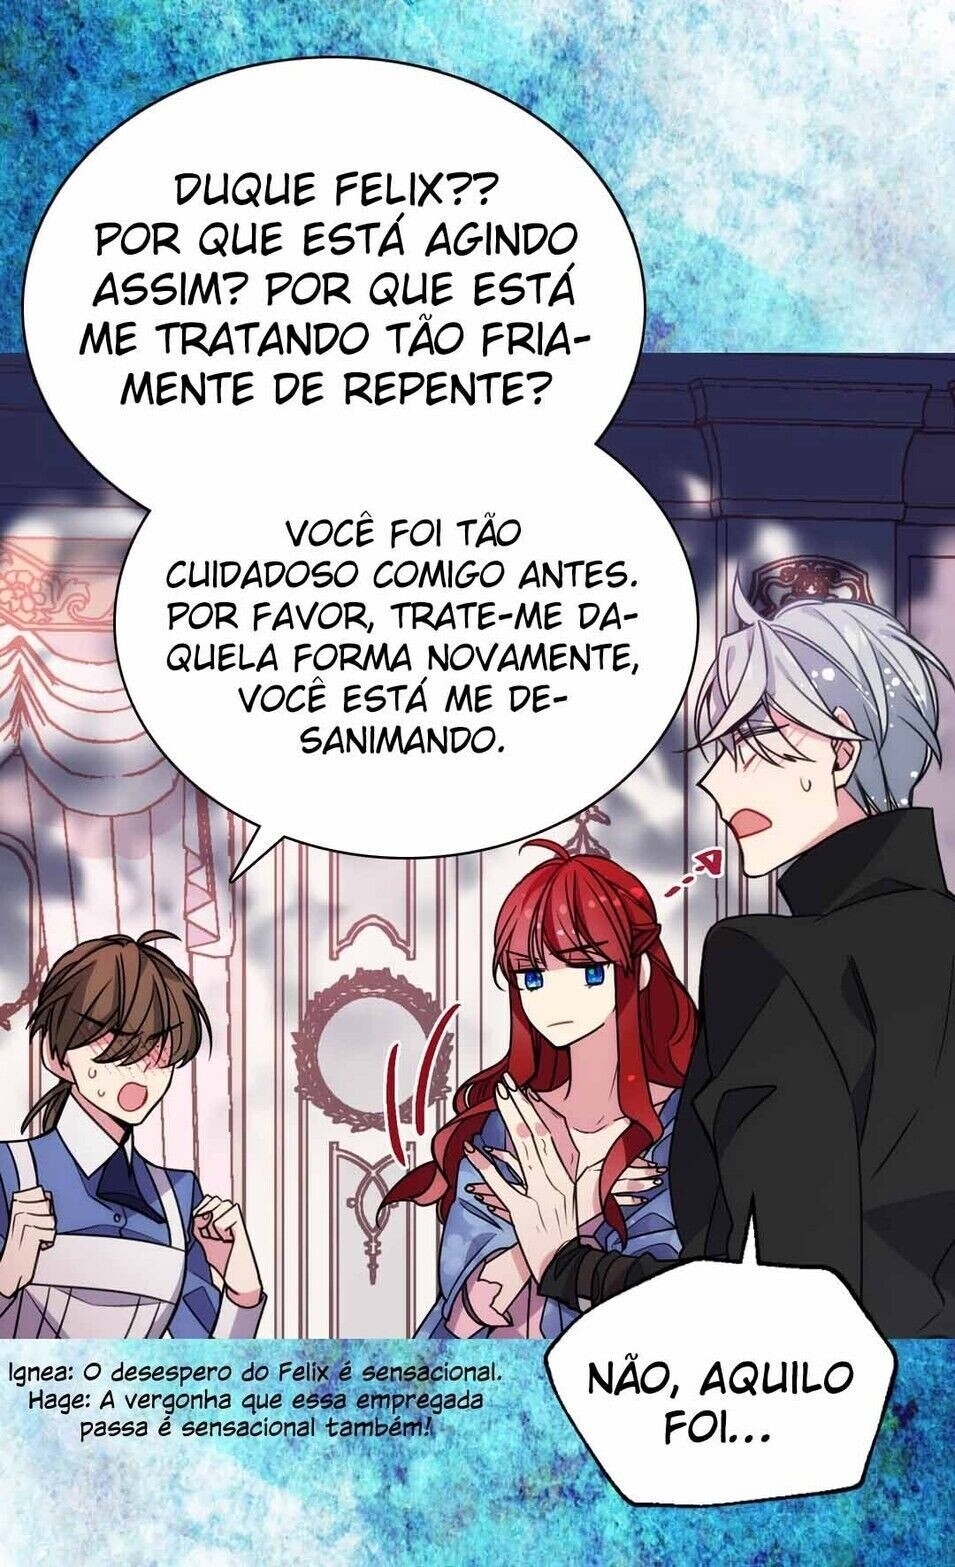 DUQUE FELIX??
POR QUE ESTÁ AGINDO
ASSIM? POR QUE ESTÁ
ME TRATANDO TÃO FRIA-
MENTE DE REPENTE?
VOCÊ FOI TÃO
CUIDADOSO COMIGO ANTES.
POR FAVOR, TRATE-ME DA-
QUELA FORMA NOVAMENTE,
VOCÊ ESTÁ ME DE-
SANIMANDO.
Ignea: O desespero do Felix é sensacional.
Hage: A vergonha que essa empregada
passa é sensacional também!
NÃO, AQUILO
FOI...